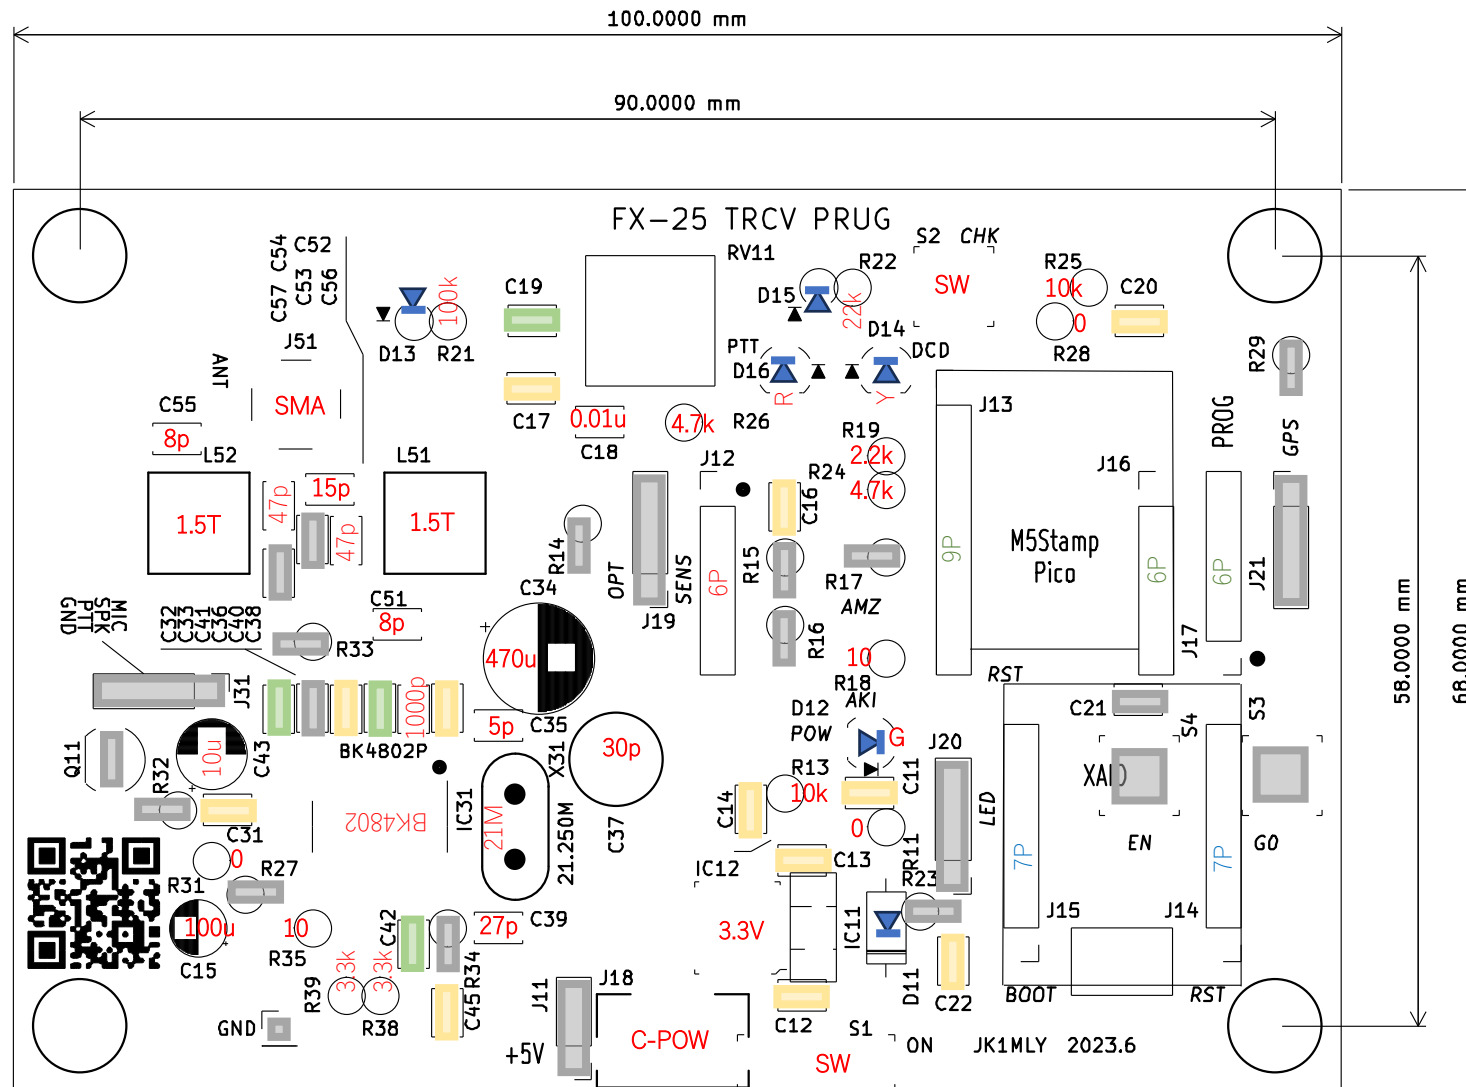 100.0000 mm
90.0000 mm
FX-25 TRCV PRUG
S2 CHK
C54 C52
C57 C53 C56
RV11
R22
R25
C19
D15
SW
10k
C20
100k
22k
D14
0
J51
D13
R21
PTT
DCD
R28
R29
ANT
D16
SMA
R
Y
J13
PROG
GPS
C55
C17
0.01u
4.7k
R26
R19
8p
C18
2.2k
L52
L51
J12
R24
J16
47p
15p
4.7k
C16
1.5T
1.5T
47p
R14
R15
9P
M5Stamp
Pico
6P
6P
J21
OPT
SENS
6P
R17
C34
AMZ
MIC
SPK
PTT
GND
C32
C33
C41
C36
C40
C38
C51
8p
J19
R16
R33
470u
10
J17
58.0000 mm
68.0000 mm
R18
RST
J31
AKI
C21
S4
S3
1000p
5p
C35
D12
POW
G
Q11
10u
C43
BK4802P
X31
30p
J20
R32
R13
C11
XAIO
10k
C14
LED
C31
BK4802
IC31
21M
21.250M
C37
0
EN
GO
0
C13
R11
7P
7P
R31
R27
IC12
R23
100u
10
C42
27p
C39
3.3V
IC11
J15
J14
C15
R35
R34
3.3k
3.3k
J18
R39
R38
C45
J11
D11
C22
BOOT
RST
C12
GND
C-POW
S1
+5V
SW
ON JK1MLY 2023.6